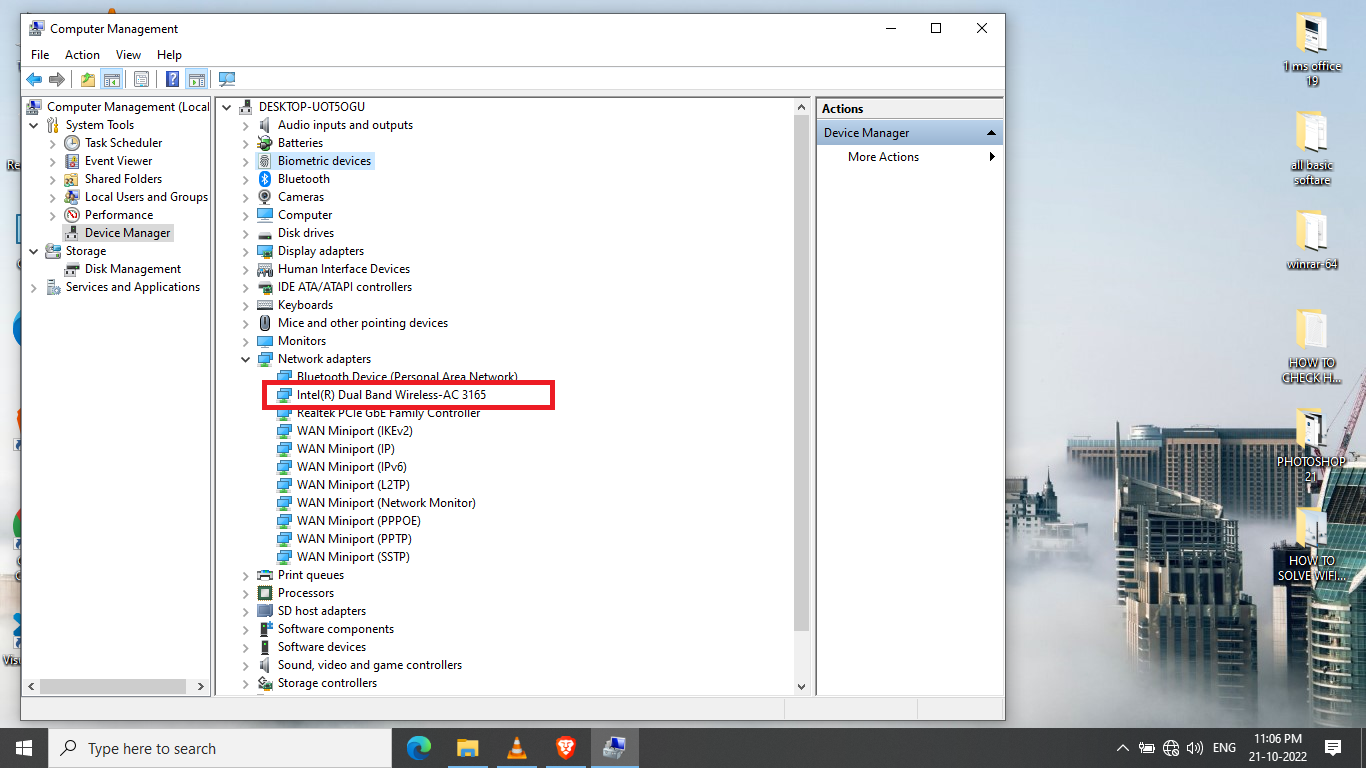 Computer Management
File Action View Help
Computer Management (Local
System Tools
Task Scheduler
Event Viewer
Shared Folders
Local Users and Groups
Performance
Device Manager
Storage
Disk Management
Services and Applications
DESKTOP-UOT5OGU
Audio inputs and outputs
Batteries
Biometric devices
Bluetooth
Cameras
Computer
Disk drives
Display adapters
Human Interface Devices
IDE ATA/ATAPI controllers
Keyboards
Mice and other pointing devices
Monitors
Network adapters
Bluetooth Device (Personal Area Network)
Intel(R) Dual Band Wireless-AC 3165
Realtek PCIe GbE Family Controller
WAN Miniport (IKEv2)
WAN Miniport (IP)
WAN Miniport (IPv6)
WAN Miniport (L2TP)
WAN Miniport (Network Monitor)
WAN Miniport (PPPOE)
WAN Miniport (PPTP)
WAN Miniport (SSTP)
Print queues
Processors
SD host adapters
Software components
Software devices
Sound, video and game controllers
Storage controllers
Actions
Device Manager
More Actions
1 ms office
19
all basic
softare
winrar-64
HOW TO
CHECK H...
PHOTOSHOP
21
HOW TO
SOLVE WIFI...
Type here to search
ENG
11:06 PM
21-10-2022